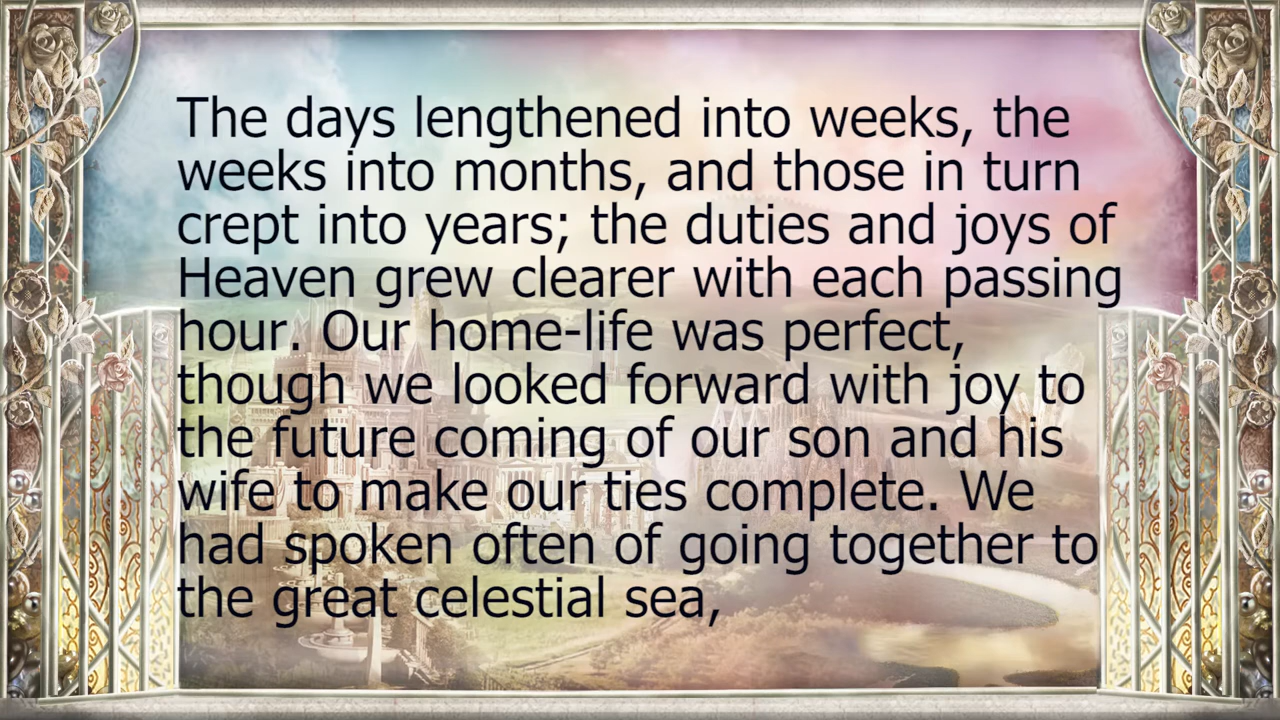 The days lengthened into weeks, the
weeks into months, and those in turn
crept into years; the duties and joys of
Heaven grew clearer with each passing
hour. Our home-life was perfect,
though we looked forward with joy to
the future coming of our son and his
wife to make our ties complete. We
had spoken often of going together to
the great celestial sea,